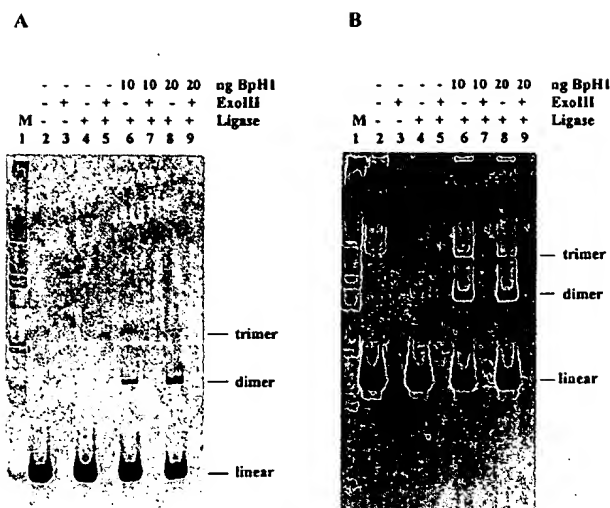 A
- - - - 10 10 20 20 ng BpHI
- + - + - + - + ExoIII
M - - + + + + + + Ligase
1 2 3 4 5 6 7 8 9
trimer
dimer
linear
B
- - - - 10 10 20 20 ng BpHI
- + - + - + - + ExoIII
M - - + + + + + + Ligase
1 2 3 4 5 6 7 8 9
trimer
dimer
linear